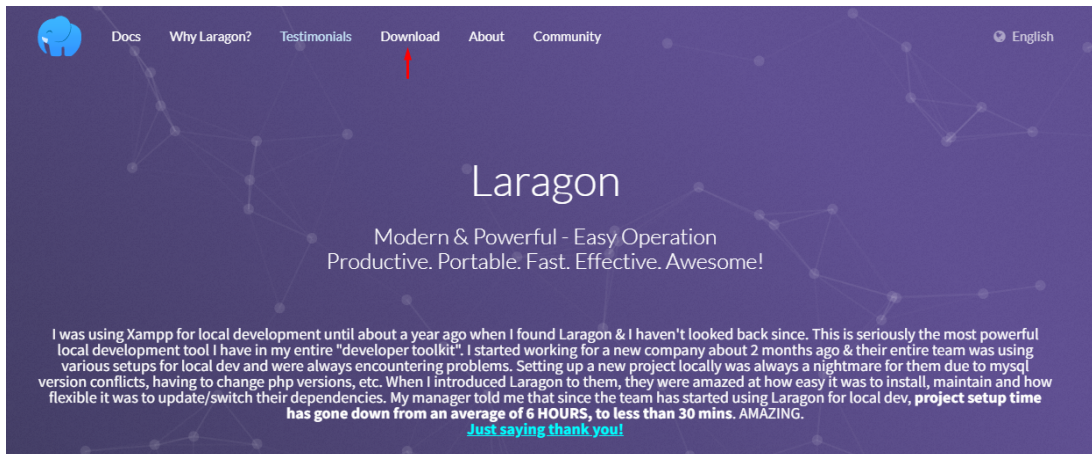 Docs Why Laragon? Testimonials Download About Community English
Laragon
Modern & Powerful - Easy Operation
Productive. Portable. Fast. Effective. Awesome!
I was using Xampp for local development until about a year ago when I found Laragon & I haven't looked back since. This is seriously the most powerful
local development tool I have in my entire "developer toolkit". I started working for a new company about 2 months ago & their entire team was using
various setups for local dev and were always encountering problems. Setting up a new project locally was always a nightmare for them due to mysql
version conflicts, having to change php versions, etc. When I introduced Laragon to them, they were amazed at how easy it was to install, maintain and how
flexible it was to update/switch their dependencies. My manager told me that since the team has started using Laragon for local dev, project setup time
has gone down from an average of 6 HOURS, to less than 30 mins. AMAZING.
Just saying thank you!